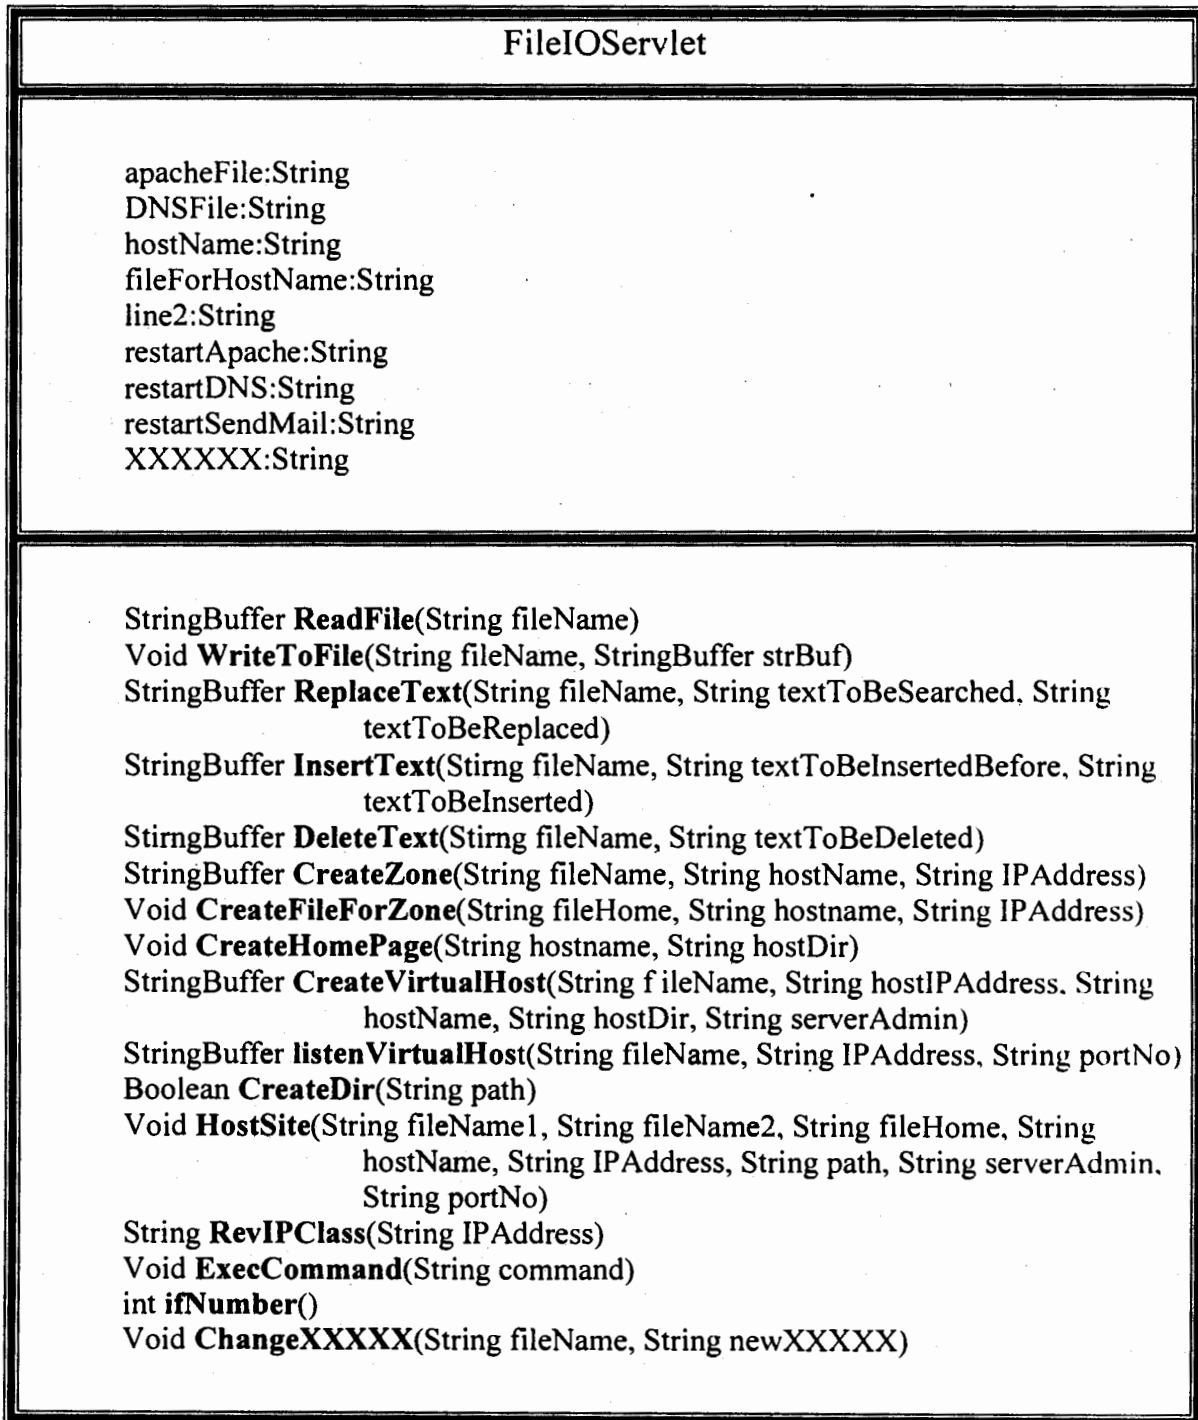 FileIOServlet
apacheFile:String
DNSFile:String
hostName:String
fileForHostName:String
line2:String
restartApache:String
restartDNS:String
restartSendMail:String
XXXXXX:String
StringBuffer ReadFile(String fileName)
Void WriteToFile(String fileName, StringBuffer strBuf)
StringBuffer ReplaceText(String fileName, String textToBeSearched, String
textToBeReplaced)
StringBuffer InsertText(Stirng fileName, String textToBeInsertedBefore, String
textToBeInserted)
StirngBuffer DeleteText(Stirng fileName, String textToBeDeleted)
StringBuffer CreateZone(String fileName, String hostName, String IPAddress)
Void CreateFileForZone(String fileHome, String hostname, String IPAddress)
Void CreateHomePage(String hostname, String hostDir)
StringBuffer CreateVirtualHost(String f ileName, String hostIPAddress, String
hostName, String hostDir, String serverAdmin)
StringBuffer listenVirtualHost(String fileName, String IPAddress, String portNo)
Boolean CreateDir(String path)
Void HostSite(String fileName1, String fileName2, String fileHome, String
hostName, String IPAddress, String path, String serverAdmin,
String portNo)
String RevIPClass(String IPAddress)
Void ExecCommand(String command)
int ifNumber()
Void ChangeXXXXX(String fileName, String newXXXXX)